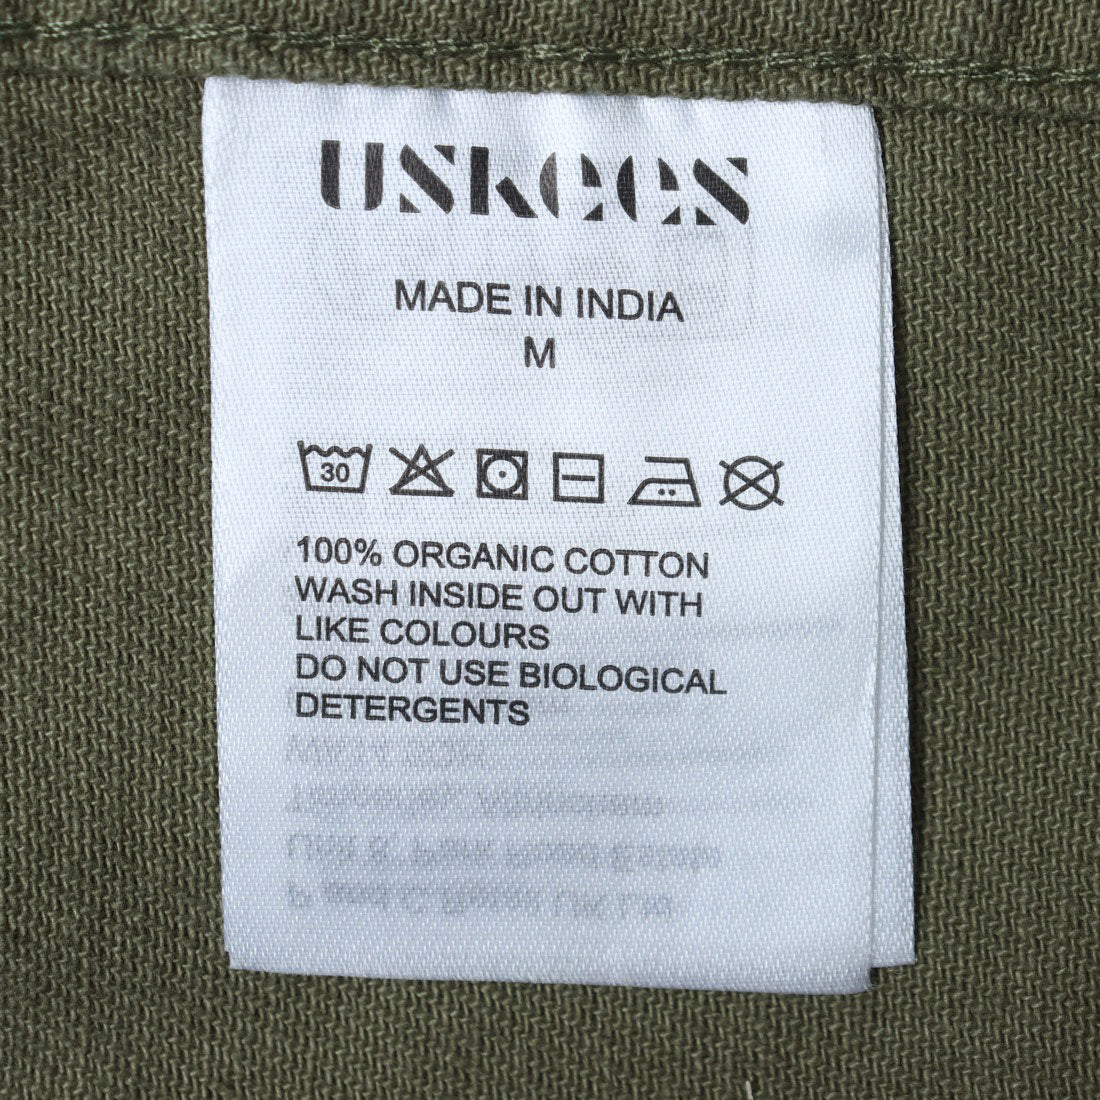 USKEES
MADE IN INDIA
M
30
100% ORGANIC COTTON
WASH INSIDE OUT WITH
LIKE COLOURS
DO NOT USE BIOLOGICAL
DETERGENTS